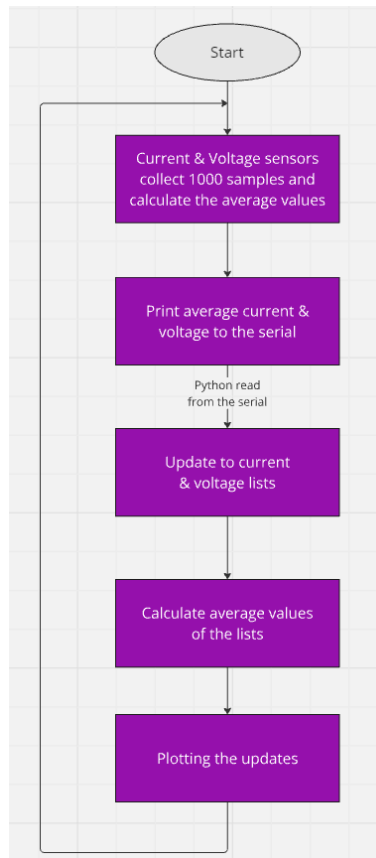 Start
Current & Voltage sensors
collect 1000 samples and
calculate the average values
Print average current &
voltage to the serial
Python read
from the serial
Update to current
& voltage lists
Calculate average values
of the lists
Plotting the updates